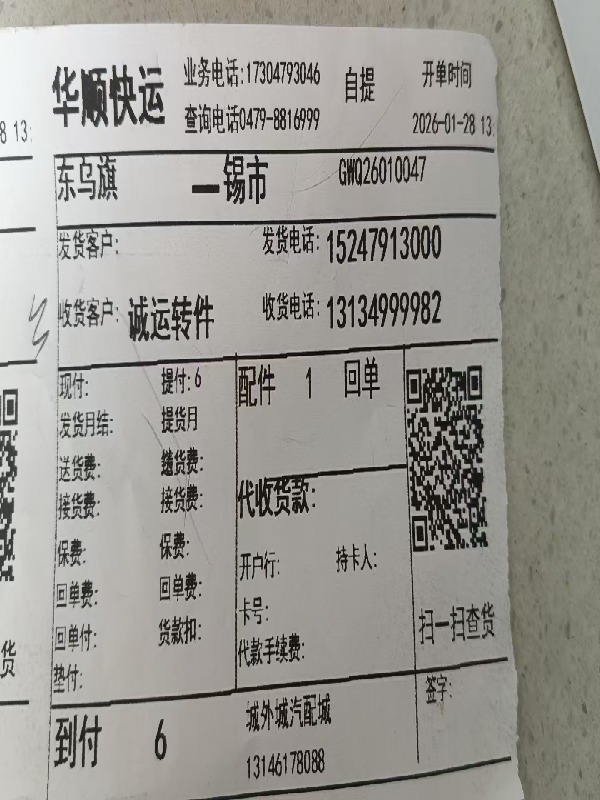 华顺快运 业务电话:17304793046 自提 开单时间
查询电话0479-8816999 2026-01-28 13:
8 13:
东乌旗 —锡市 GWQ26010047
发货客户: 发货电话: 15247913000
收货客户: 诚运转件 收货电话: 13134999982
现付: 提付:6 配件 1 回单
发货月结: 提货月
送货费: 缮货费:
接货费: 接货费: 代收货款:
保费: 保费: 开户行: 持卡人:
回单费: 回单费: 卡号:
回单付: 货款扣: 代款手续费: 扫一扫查货
货
垫付:
到付 6 城外城汽配城 签字:
13146178088